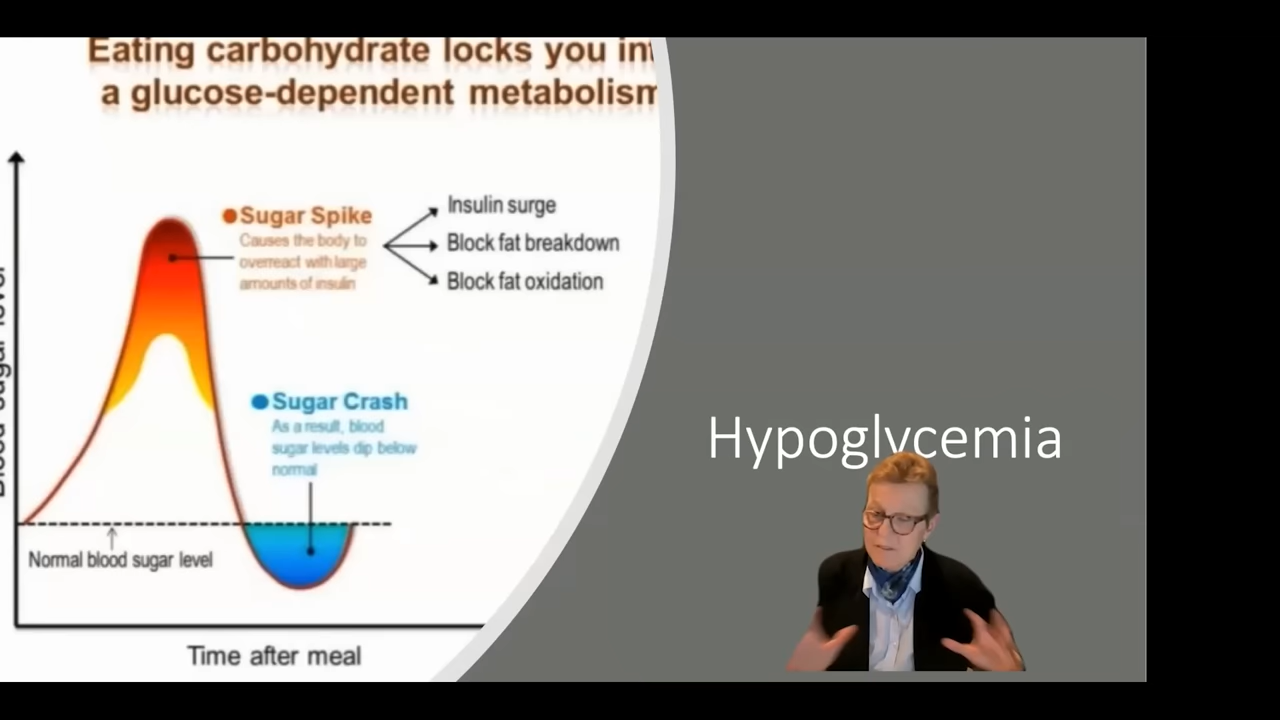 Eating carbohydrate locks you int
a glucose-dependent metabolism
Sugar Spike
Causes the body to
overreact with large
amounts of insulin
Insulin surge
Block fat breakdown
Block fat oxidation
Sugar Crash
As a result, blood
sugar levels dip below
normal
Normal blood sugar level
Time after meal
Hypoglycemia